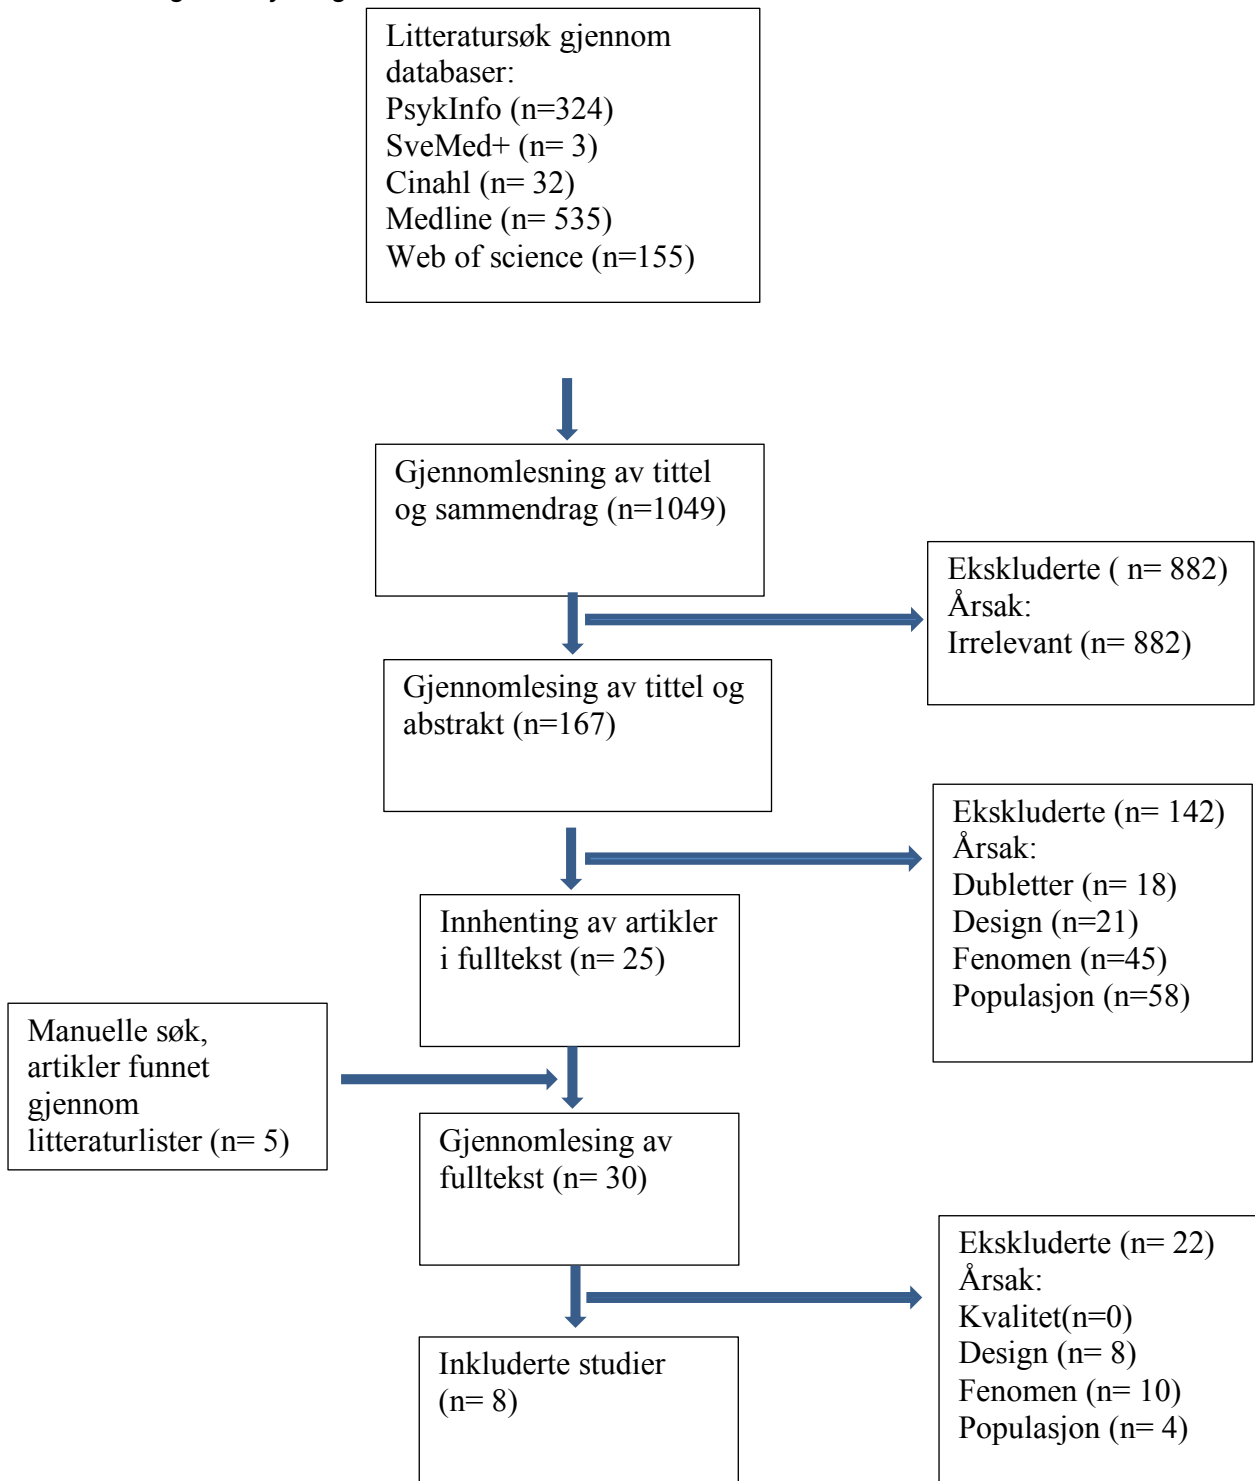 Litteratursøk gjennom
databaser:
PsykInfo (n=324)
SveMed+ (n= 3)
Cinahl (n= 32)
Medline (n= 535)
Web of science (n=155)
Gjennomlesning av tittel
og sammendrag (n=1049)
Ekskluderte ( n= 882)
Årsak:
Irrelevant (n= 882)
Gjennomlesing av tittel og
abstrakt (n=167)
Ekskluderte (n= 142)
Årsak:
Dubletter (n= 18)
Design (n=21)
Fenomen (n=45)
Populasjon (n=58)
Innhenting av artikler
i fulltekst (n= 25)
Manuelle søk,
artikler funnet
gjennom
litteraturlister (n= 5)
Gjennomlesing av
fulltekst (n= 30)
Ekskluderte (n= 22)
Årsak:
Kvalitet(n=0)
Design (n= 8)
Fenomen (n= 10)
Populasjon (n= 4)
Inkluderte studier
(n= 8)